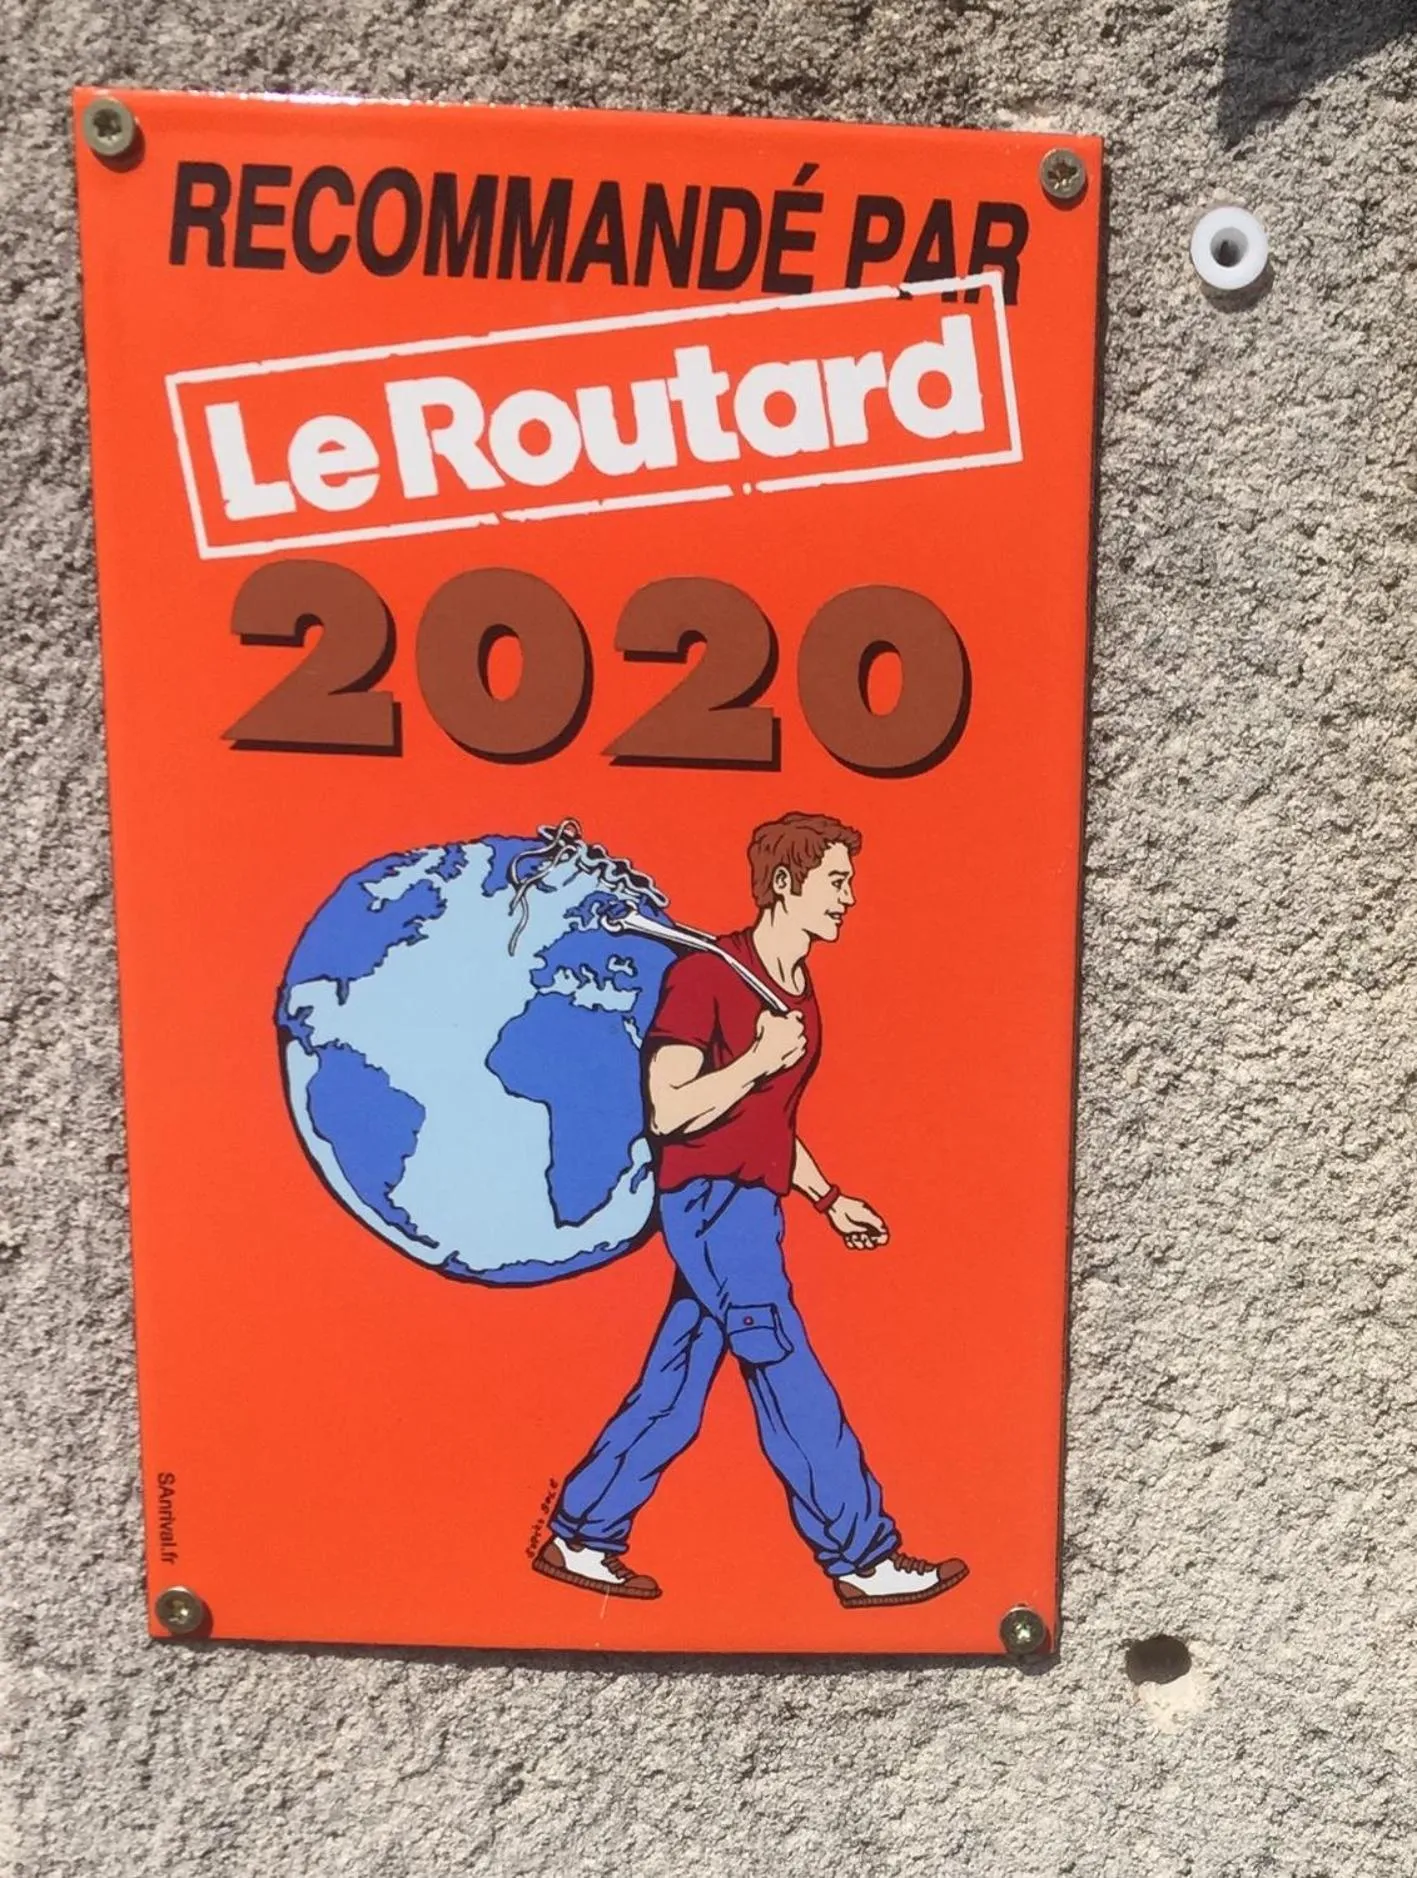 RECOMMANDÉ PAR
Le Routard
2020
SAnrival.fr